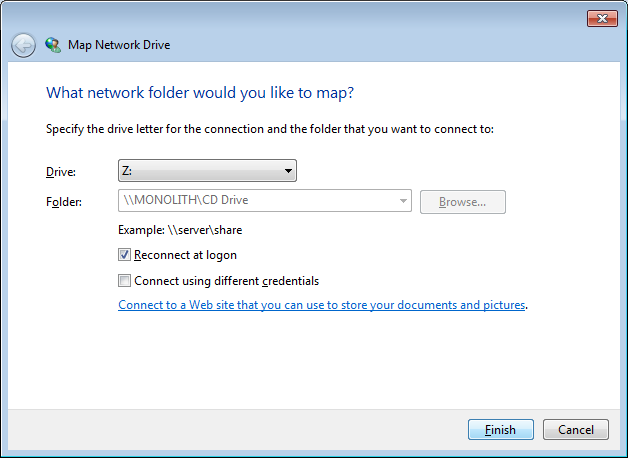 Map Network Drive
What network folder would you like to map?
Specify the drive letter for the connection and the folder that you want to connect to:
Drive: Z:
Folder: \\MONOLITH\CD Drive Browse...
Example: \\server\share
Reconnect at logon
Connect using different credentials
Connect to a Web site that you can use to store your documents and pictures.
Finish Cancel